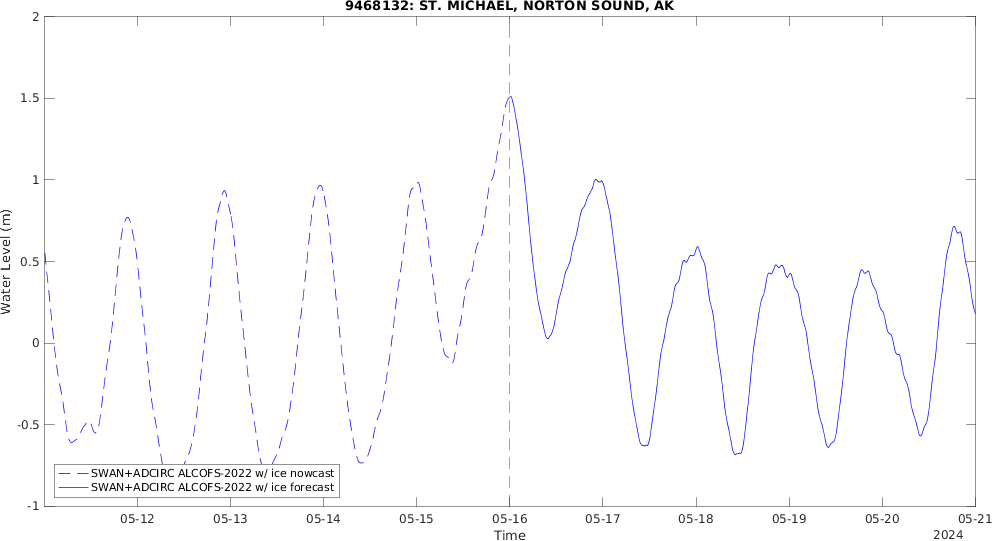 9468132: ST. MICHAEL, NORTON SOUND, AK
2
1.5
1
0.5
0
-0.5
-1
Water Level (m)
SWAN+ADCIRC ALCOFS-2022 w/ ice nowcast
SWAN+ADCIRC ALCOFS-2022 w/ ice forecast
05-12 05-13 05-14 05-15 05-16 05-17 05-18 05-19 05-20 05-21
Time
2024